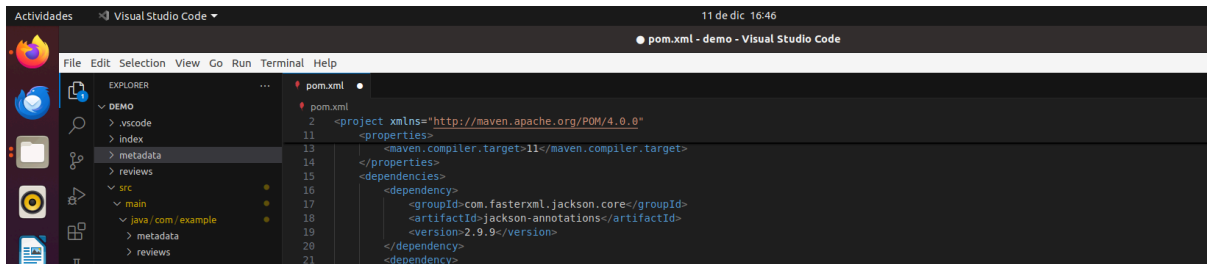 Actividades Visual Studio Code 11 de dic 16:46
pom.xml - demo - Visual Studio Code
File Edit Selection View Go Run Terminal Help
EXPLORER ...
pom.xml
1
DEMO
pom.xml
> .vscode
2 <project xmlns="http://maven.apache.org/POM/4.0.0"
> index
11 <properties>
> metadata
13 <maven.compiler.target>11</maven.compiler.target>
14 </properties>
> reviews
15 <dependencies>
src
16 <dependency>
main
17 <groupId>com.fasterxml.jackson.core</groupId>
java/com/example
18 <artifactId>jackson-annotations</artifactId>
> metadata
19 <version>2.9.9</version>
20 </dependency>
> reviews
21 <dependency>